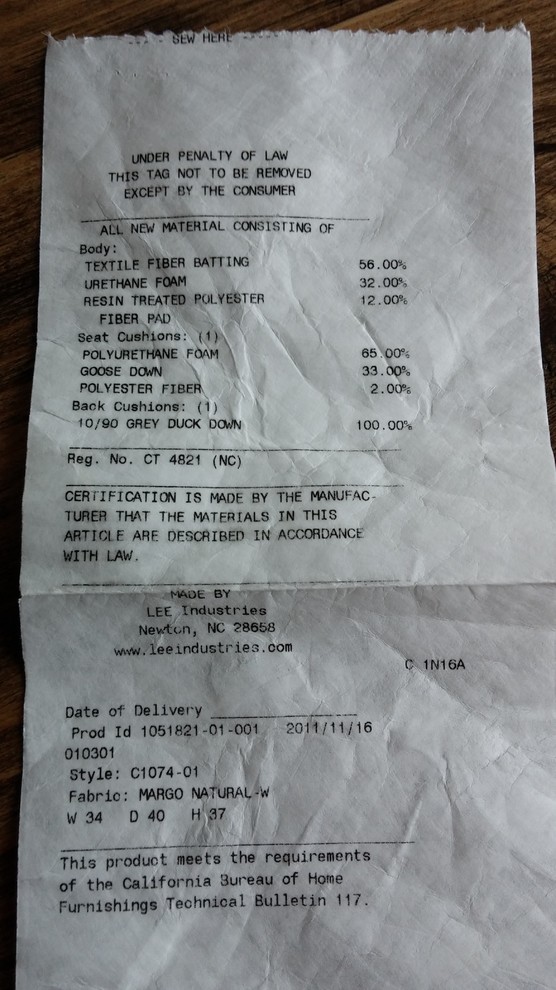 ---- SEW HERE -----
UNDER PENALTY OF LAW
THIS TAG NOT TO BE REMOVED
EXCEPT BY THE CONSUMER
ALL NEW MATERIAL CONSISTING OF
Body:
TEXTILE FIBER BATTING 56.00%
URETHANE FOAM 32.00%
RESIN TREATED POLYESTER 12.00%
FIBER PAD
Seat Cushions: (1)
POLYURETHANE FOAM 65.00%
GOOSE DOWN 33.00%
POLYESTER FIBER 2.00%
Back Cushions: (1)
10/90 GREY DUCK DOWN 100.00%
Reg. No. CT 4821 (NC)
CERTIFICATION IS MADE BY THE MANUFAC-
TURER THAT THE MATERIALS IN THIS
ARTICLE ARE DESCRIBED IN ACCORDANCE
WITH LAW.
MADE BY
LEE Industries
Newton, NC 28658
www.leeindustries.com
C 1N16A
Date of Delivery
Prod Id 1051821-01-001 2011/11/16
010301
Style: C1074-01
Fabric: MARGO NATURAL-W
W 34 D 40 H 37
This product meets the requirements
of the California Bureau of Home
Furnishings Technical Bulletin 117.